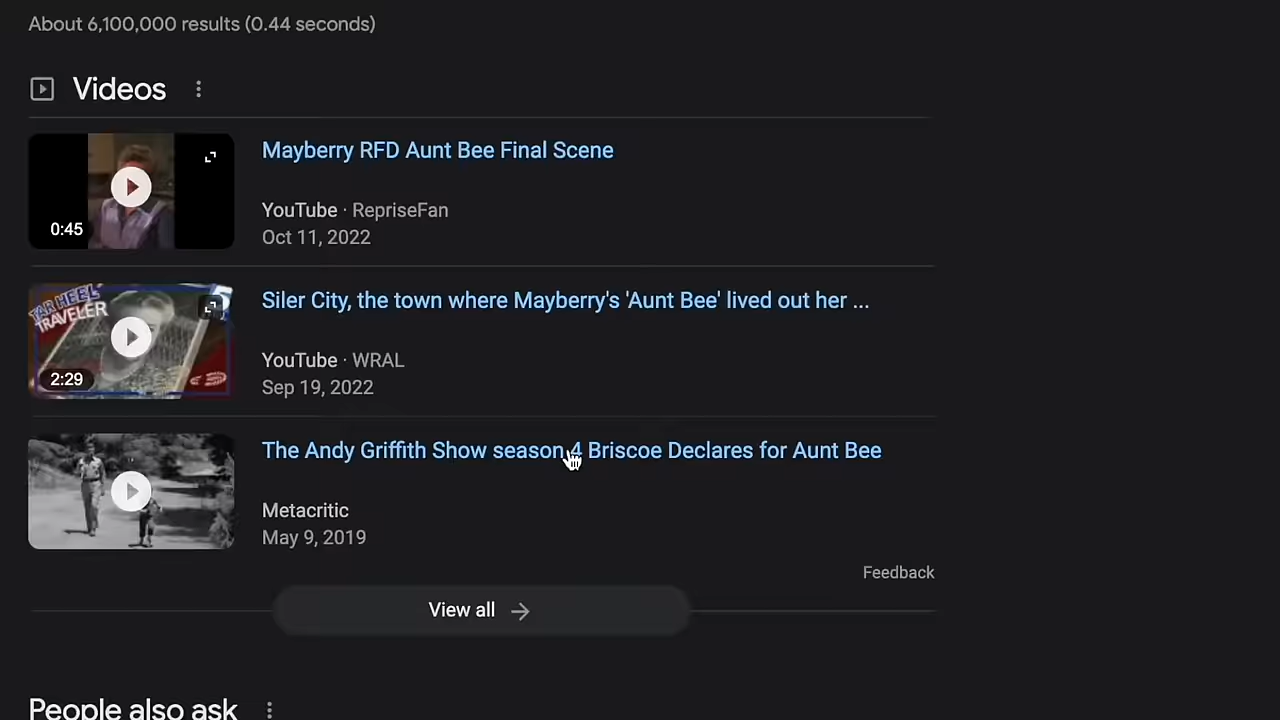 About 6,100,000 results (0.44 seconds)
Videos
Mayberry RFD Aunt Bee Final Scene
0:45
YouTube · RepriseFan
Oct 11, 2022
Siler City, the town where Mayberry's 'Aunt Bee' lived out her ...
TAR HEEL
TRAVELER
2:29
YouTube · WRAL
Sep 19, 2022
The Andy Griffith Show season 4 Briscoe Declares for Aunt Bee
Metacritic
May 9, 2019
Feedback
View all
People also ask